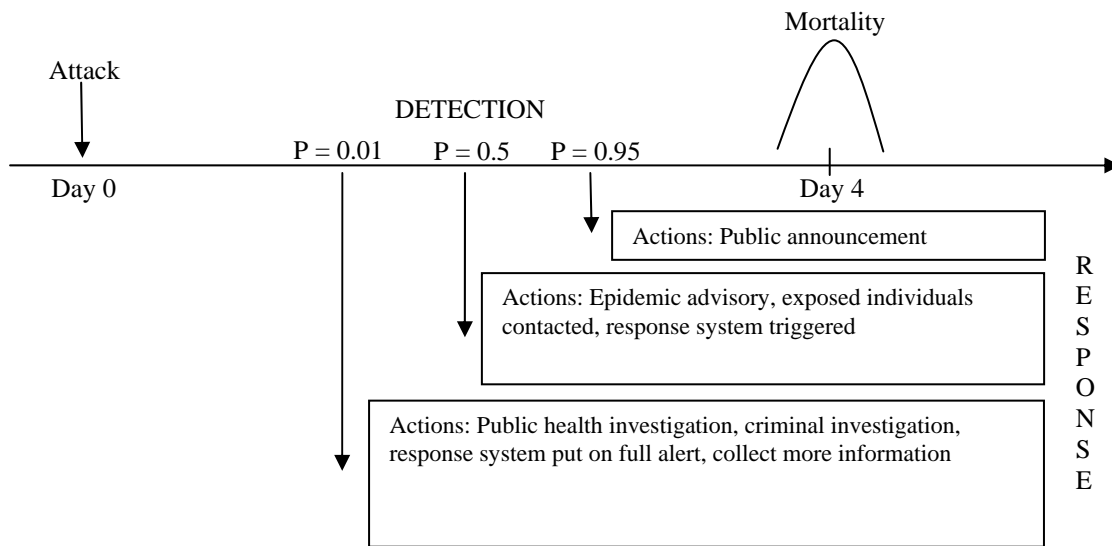 Mortality
Attack
DETECTION
P = 0.01
P = 0.5
P = 0.95
Day 0
Day 4
Actions: Public announcement
Actions: Epidemic advisory, exposed individuals
contacted, response system triggered
Actions: Public health investigation, criminal investigation,
response system put on full alert, collect more information
R
E
S
P
O
N
S
E